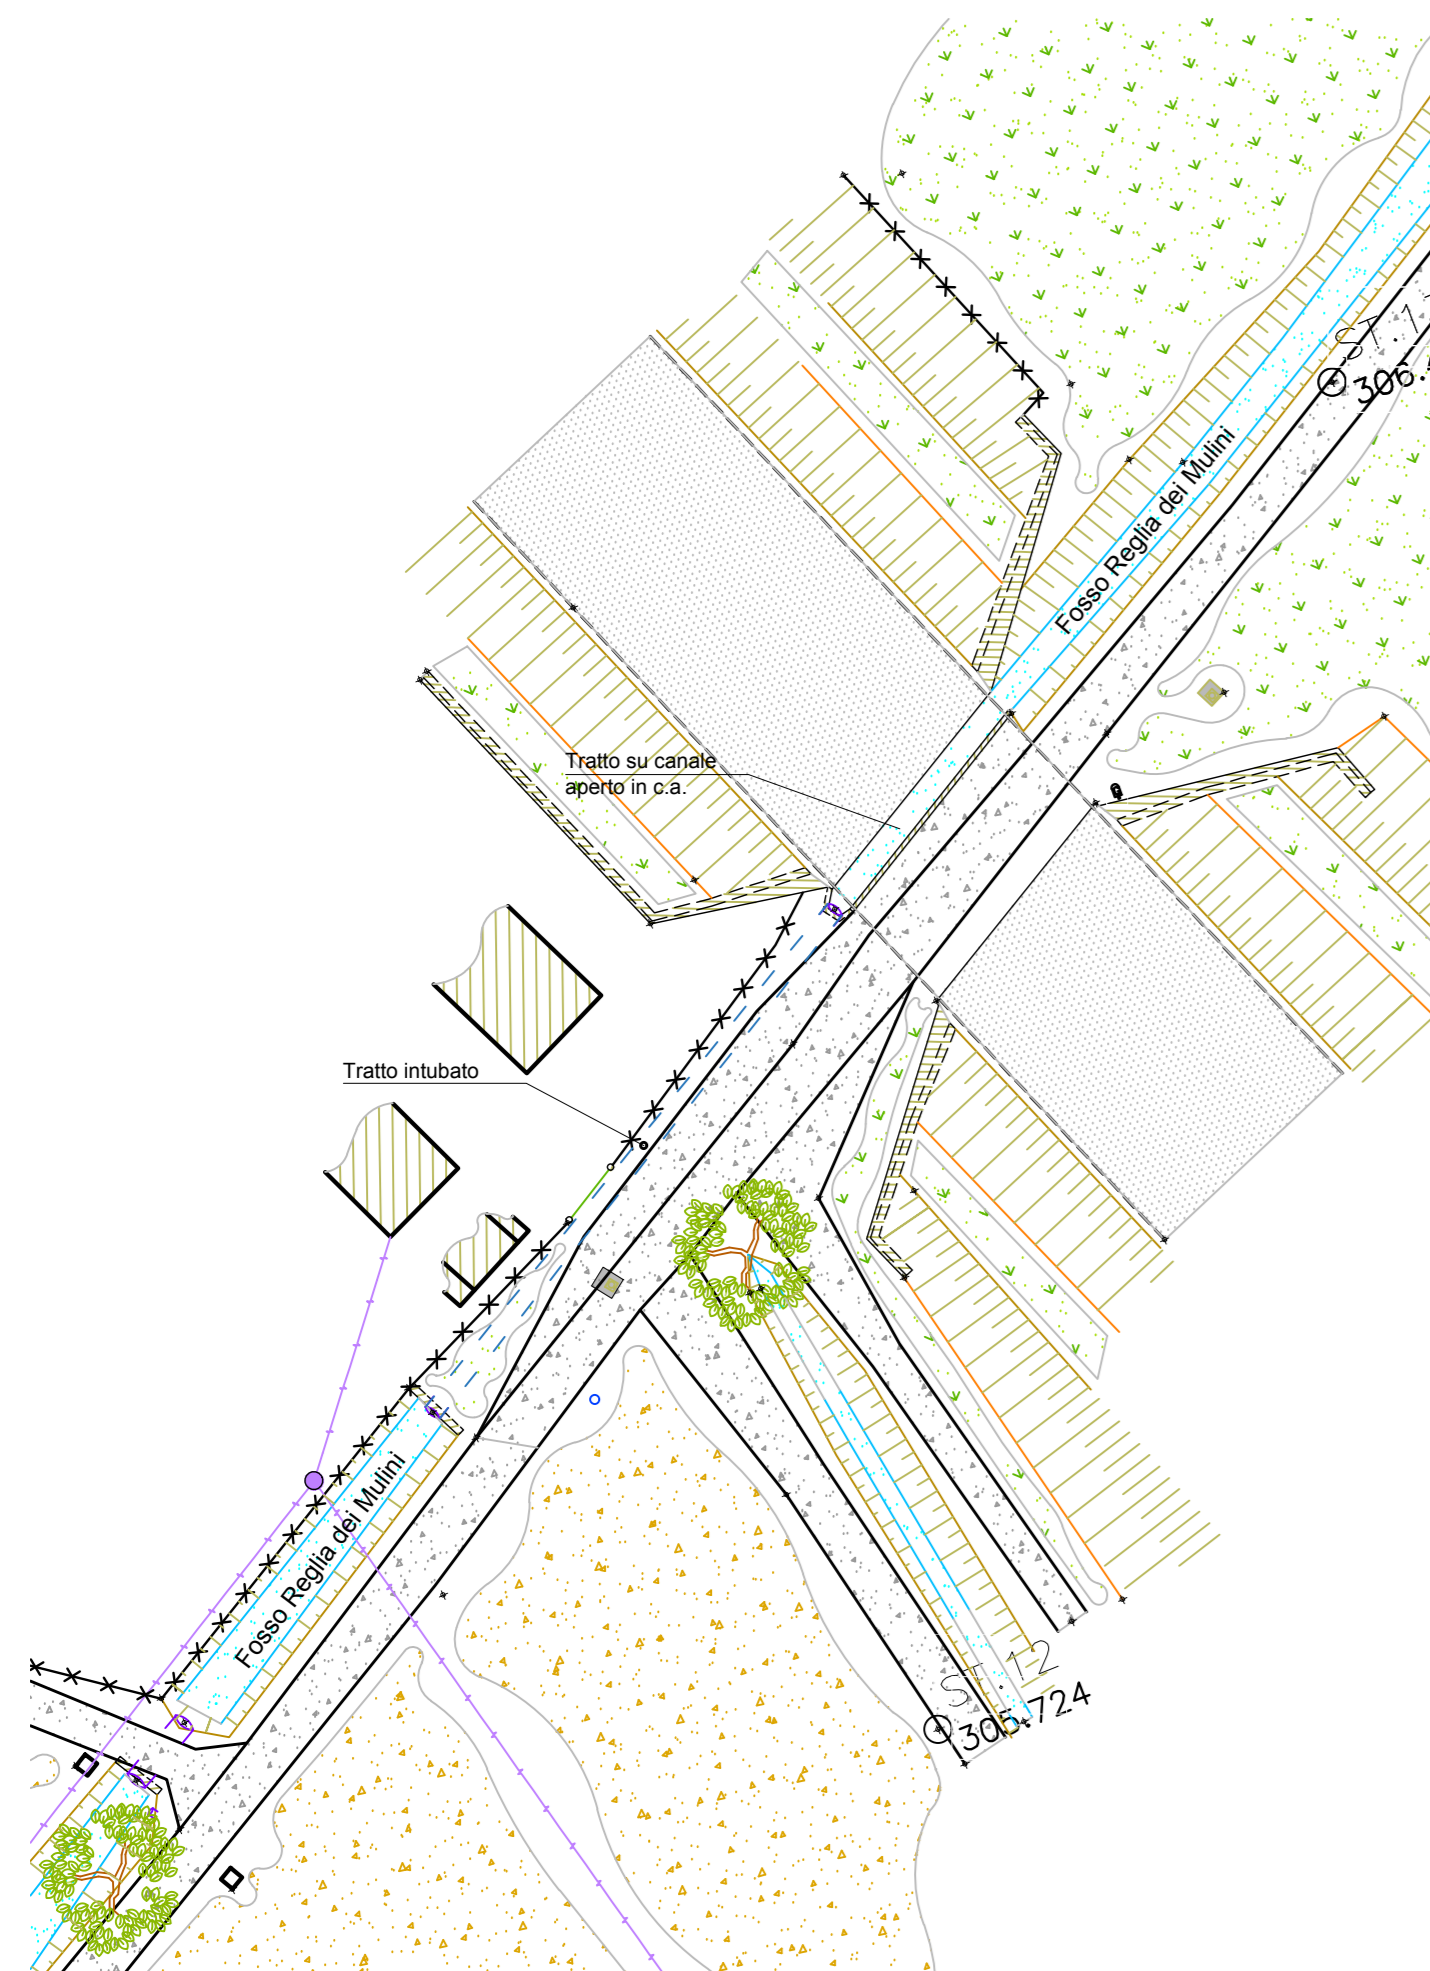 306.
Fosso Reglia dei Mulini
Tratto su canale
aperto in c.a.
Tratto intubato
Fosso Reglia dei Mulini
ST.12
305.724